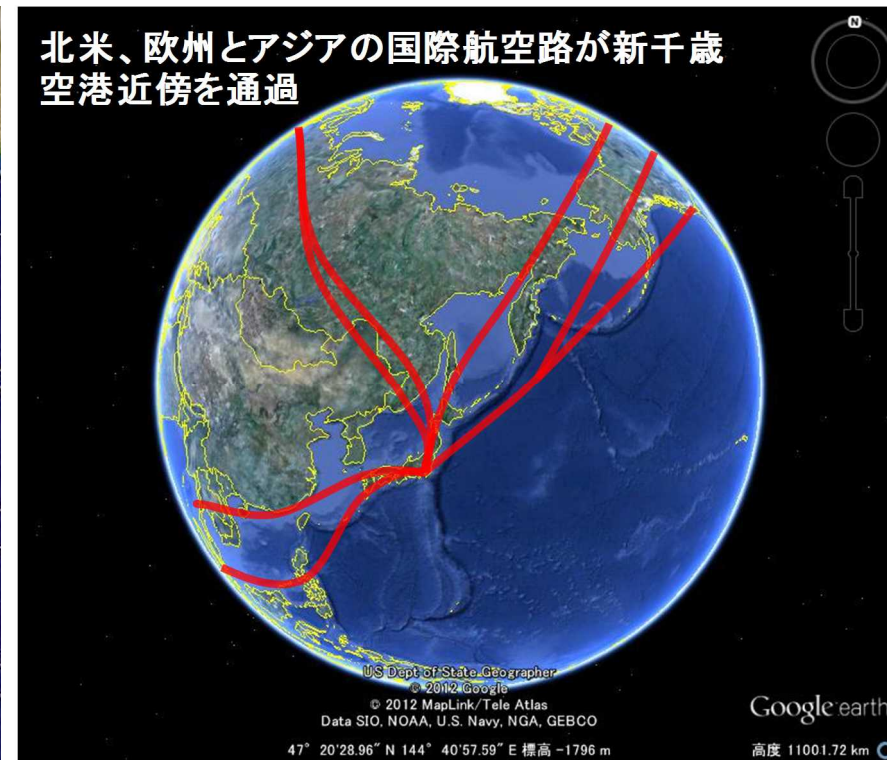 北米、欧州とアジアの国際航空路が新千歳
空港近傍を通過
N
US Dept of State Geographer
© 2012 Google
© 2012 MapLink/Tele Atlas
Data SIO, NOAA, U.S. Navy, NGA, GEBCO
Google earth
47° 20'28.96" N 144° 40'57.59" E 標高 -1796 m
高度 11001.72 km